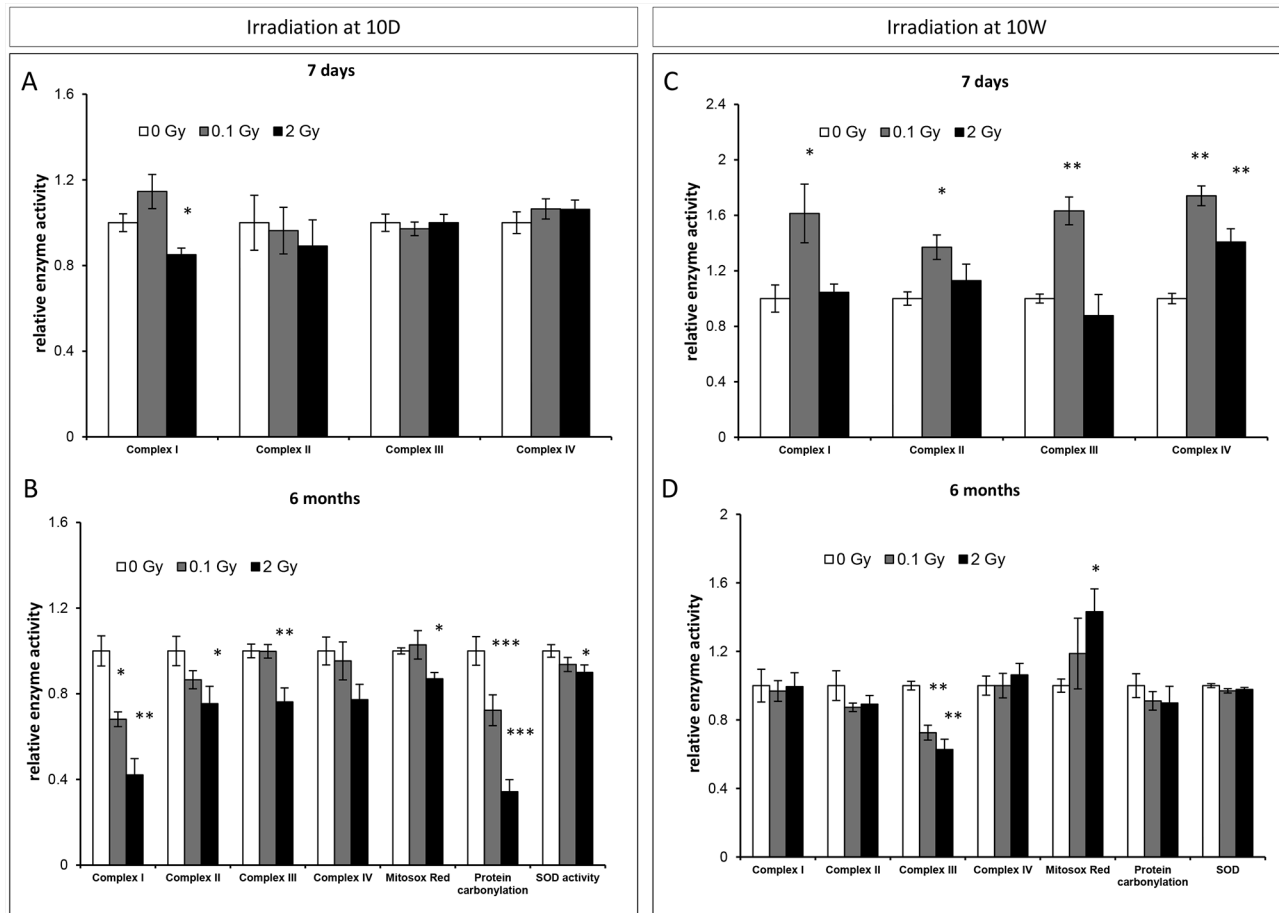 Irradiation at 10D
A
7 days
relative enzyme activity
1.6
1.2
0.8
0.4
0
0 Gy 0.1 Gy 2 Gy
*
Complex I Complex II Complex III Complex IV
B
6 months
relative enzyme activity
1.6
1.2
0.8
0.4
0
0 Gy 0.1 Gy 2 Gy
* ** * ** * *** *** *
Complex I Complex II Complex III Complex IV Mitosox Red Protein SOD activity
carbonylation
Irradiation at 10W
C
7 days
relative enzyme activity
2.4
2
1.6
1.2
0.8
0.4
0
0 Gy 0.1 Gy 2 Gy
* * ** ** **
Complex I Complex II Complex III Complex IV
D
6 months
relative enzyme activity
2
1.6
1.2
0.8
0.4
0
0 Gy 0.1 Gy 2 Gy
** ** *
Complex I Complex II Complex III Complex IV Mitosox Red Protein SOD
carbonylation